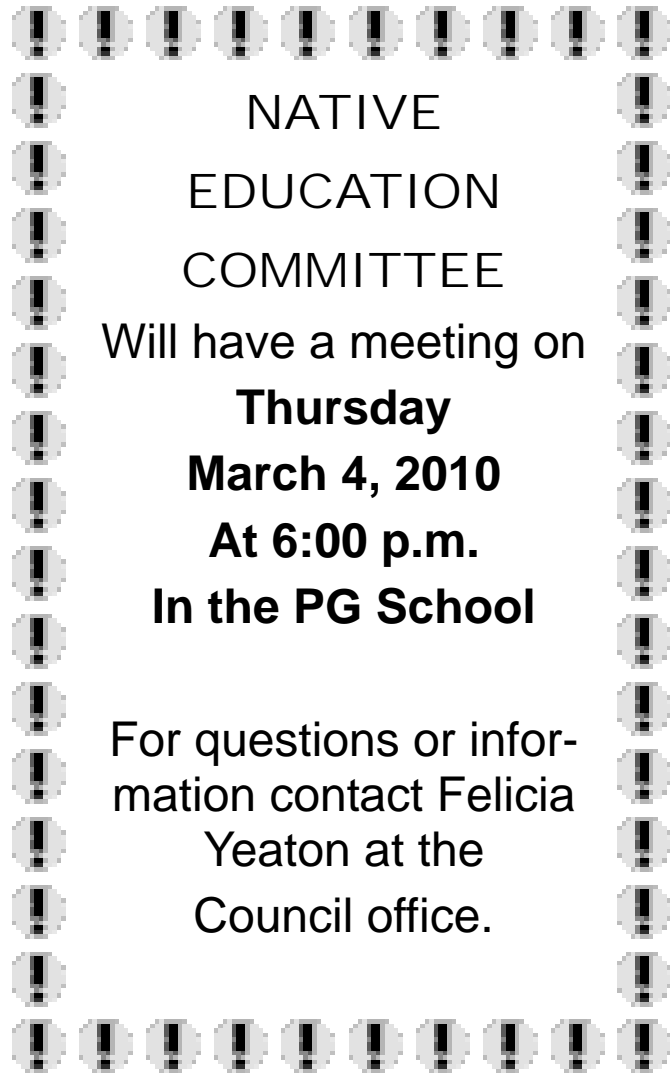 NATIVE
EDUCATION
COMMITTEE
Will have a meeting on
Thursday
March 4, 2010
At 6:00 p.m.
In the PG School
For questions or infor-
mation contact Felicia
Yeaton at the
Council office.